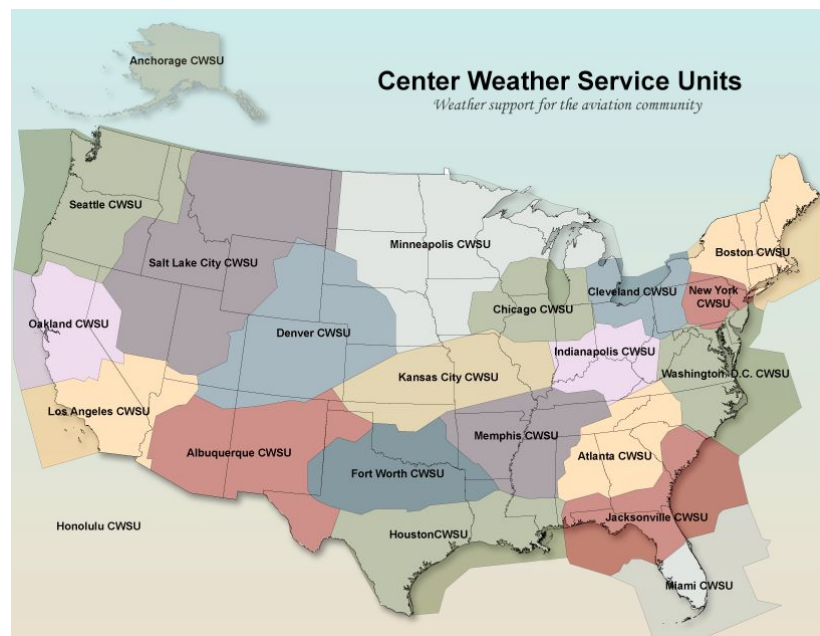 Anchorage CWSU
Center Weather Service Units
Weather support for the aviation community
Seattle CWSU
Minneapolis CWSU
Boston CWSU
Salt Lake City CWSU
Cleveland CWSU
New York
CWSU
Chicago CWSU
Oakland CWSU
Denver CWSU
Indianapolis CWSU
Kansas City CWSU
Washington D.C. CWSU
Los Angeles CWSU
Memphis CWSU
Albuquerque CWSU
Atlanta CWSU
Fort Worth CWSU
Jacksonville CWSU
Honolulu CWSU
HoustonCWSU
Miami CWSU